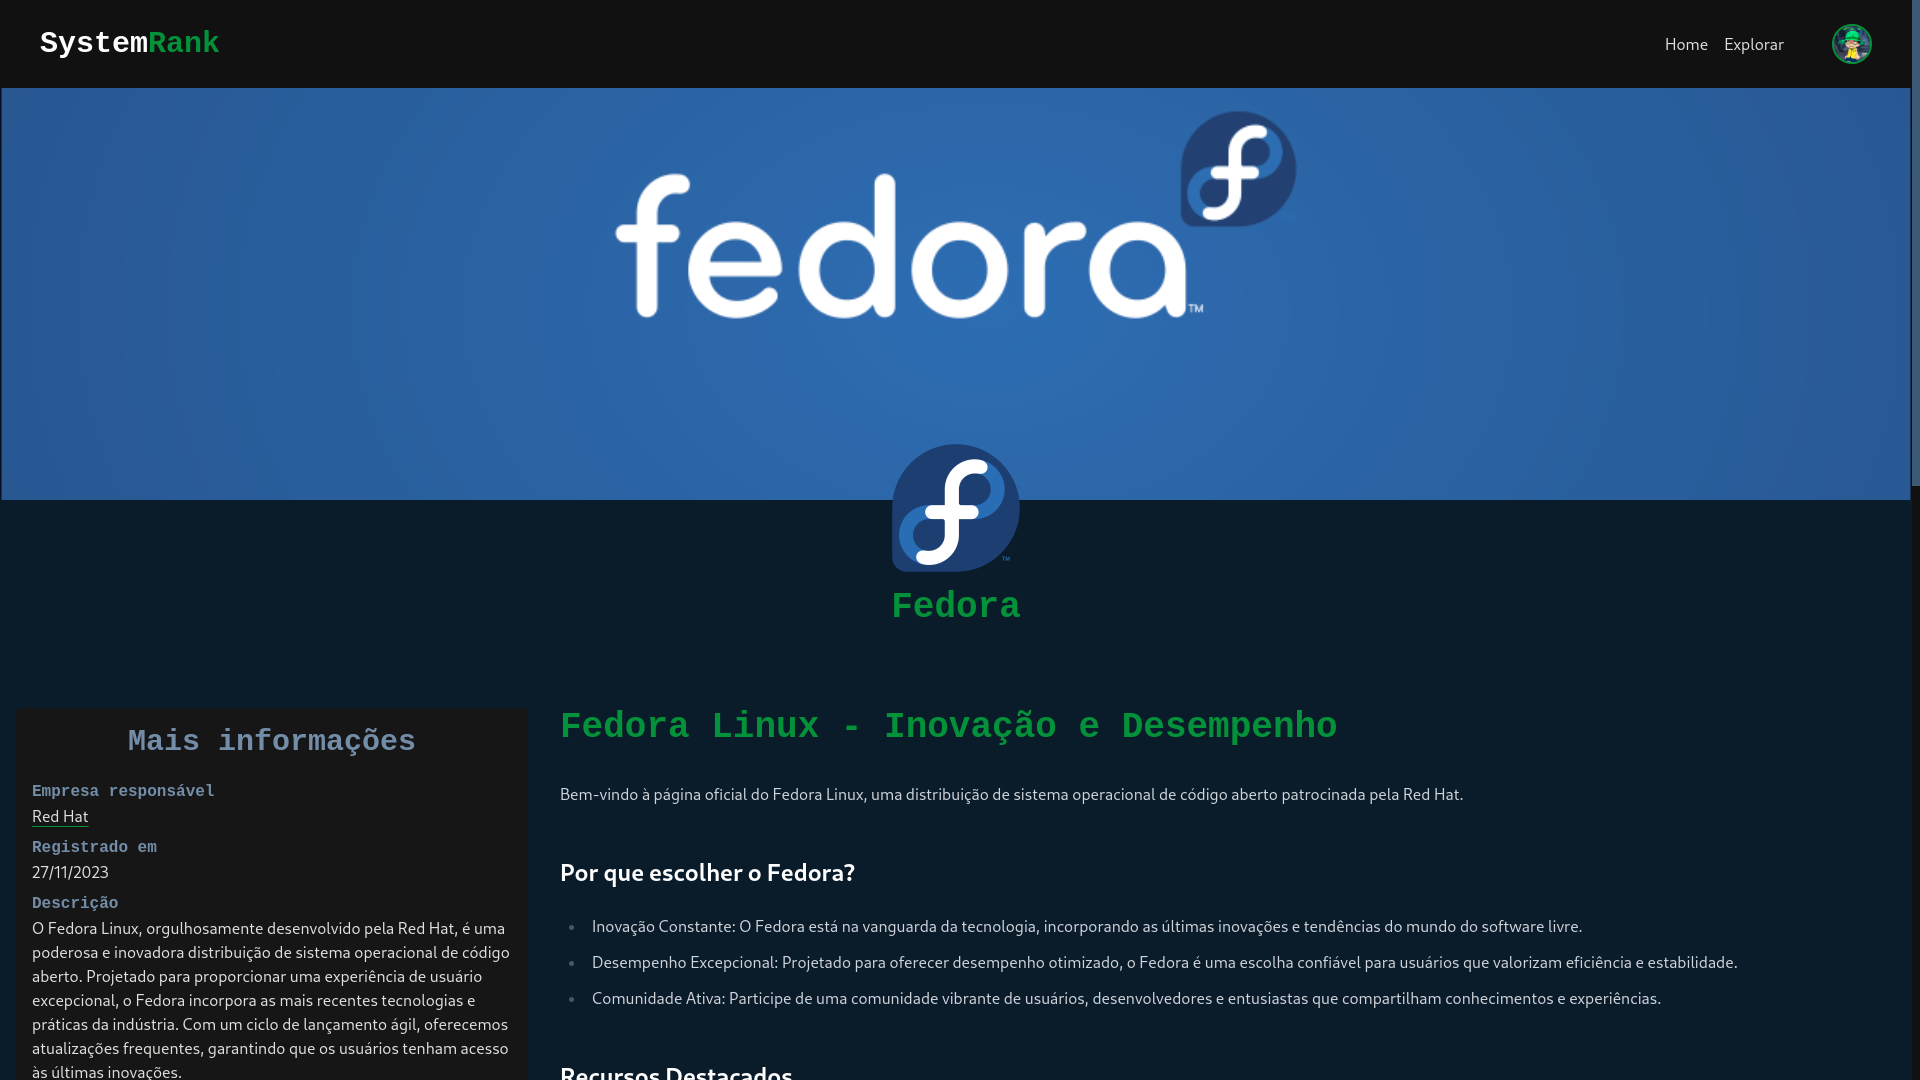 SystemRank
Home
Explorar
fedora
TM
Fedora
Mais informações
Empresa responsável
Red Hat
Registrado em
27/11/2023
Descrição
O Fedora Linux, orgulhosamente desenvolvido pela Red Hat, é uma
poderosa e inovadora distribuição de sistema operacional de código
aberto. Projetado para proporcionar uma experiência de usuário
excepcional, o Fedora incorpora as mais recentes tecnologias e
práticas da indústria. Com um ciclo de lançamento ágil, oferecemos
atualizações frequentes, garantindo que os usuários tenham acesso
às últimas inovações.
Fedora Linux - Inovação e Desempenho
Bem-vindo à página oficial do Fedora Linux, uma distribuição de sistema operacional de código aberto patrocinada pela Red Hat.
Por que escolher o Fedora?
Inovação Constante: O Fedora está na vanguarda da tecnologia, incorporando as últimas inovações e tendências do mundo do software livre.
Desempenho Excepcional: Projetado para oferecer desempenho otimizado, o Fedora é uma escolha confiável para usuários que valorizam eficiência e estabilidade.
Comunidade Ativa: Participe de uma comunidade vibrante de usuários, desenvolvedores e entusiastas que compartilham conhecimentos e experiências.
Recursos Destacados